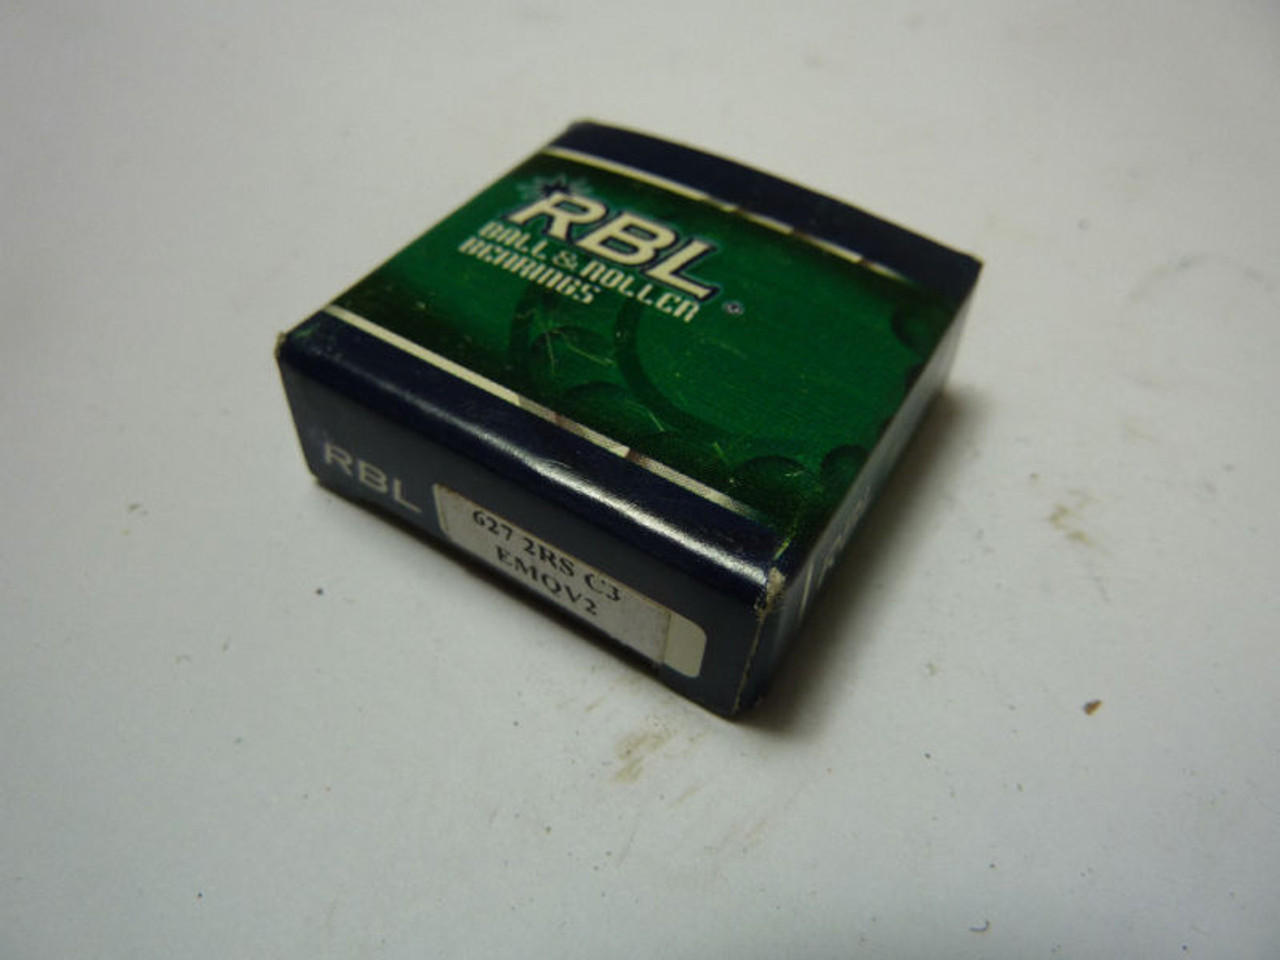 RBL
BALL & ROLLER
BEARINGS
RBL
627 2RS C3
EMQV2